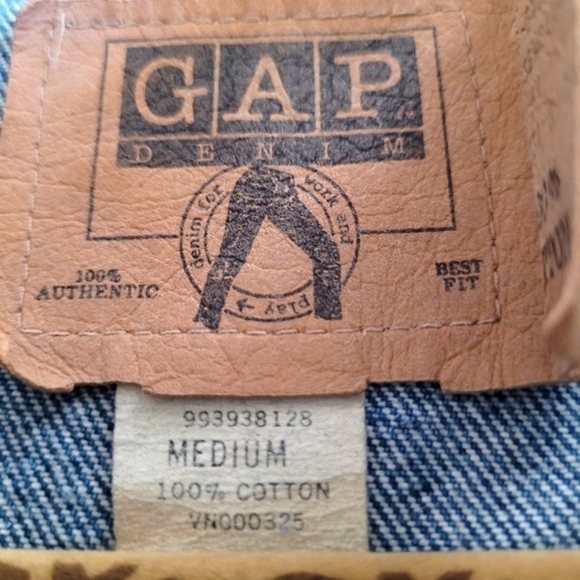 GAP
DENIM
denim for work and play
100%
AUTHENTIC
BEST
FIT
993938128
MEDIUM
100% COTTON
VN000325